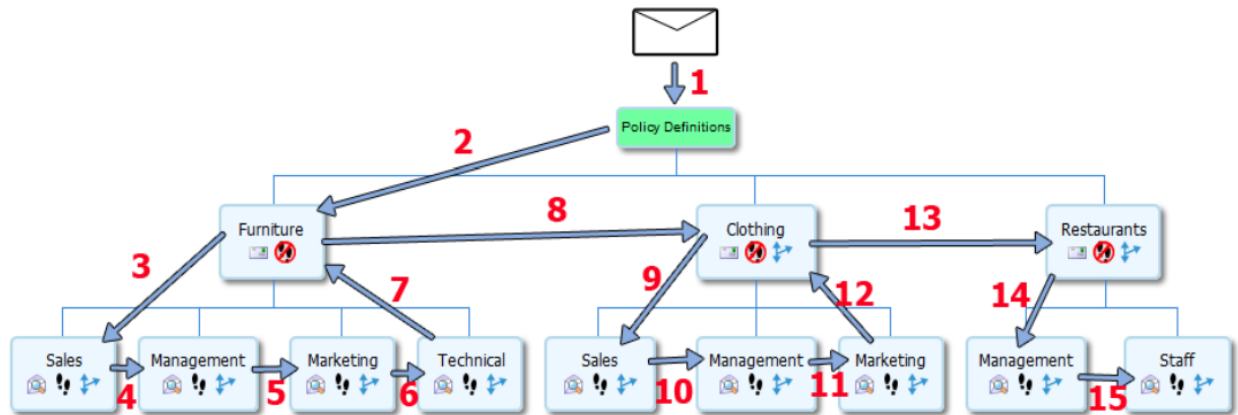 1
Policy Definitions
2
Furniture
8
Clothing
13
Restaurants
3
7
9
12
14
Sales
Management
Marketing
Technical
Sales
Management
Marketing
Management
Staff
4
5
6
10
11
15